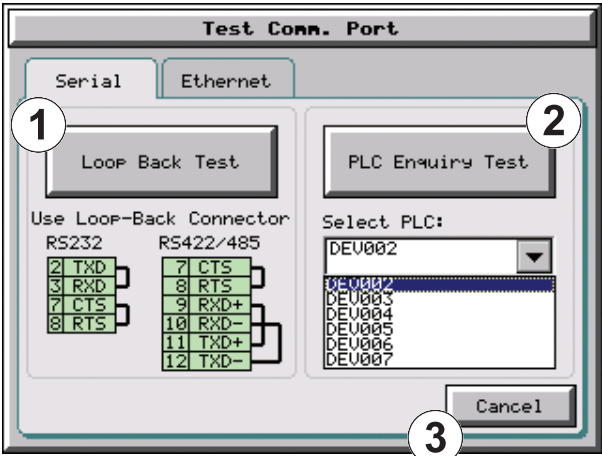 Test Comm. Port
Serial
Ethernet
1
2
Loop Back Test
PLC Enquiry Test
Use Loop-Back Connector
RS232
RS422/485
2 TXD
3 RXD
7 CTS
8 RTS
7 CTS
8 RTS
9 RXD+
10 RXD-
11 TXD+
12 TXD-
Select PLC:
DEV002
DEV002
DEV003
DEV004
DEV005
DEV006
DEV007
Cancel
3